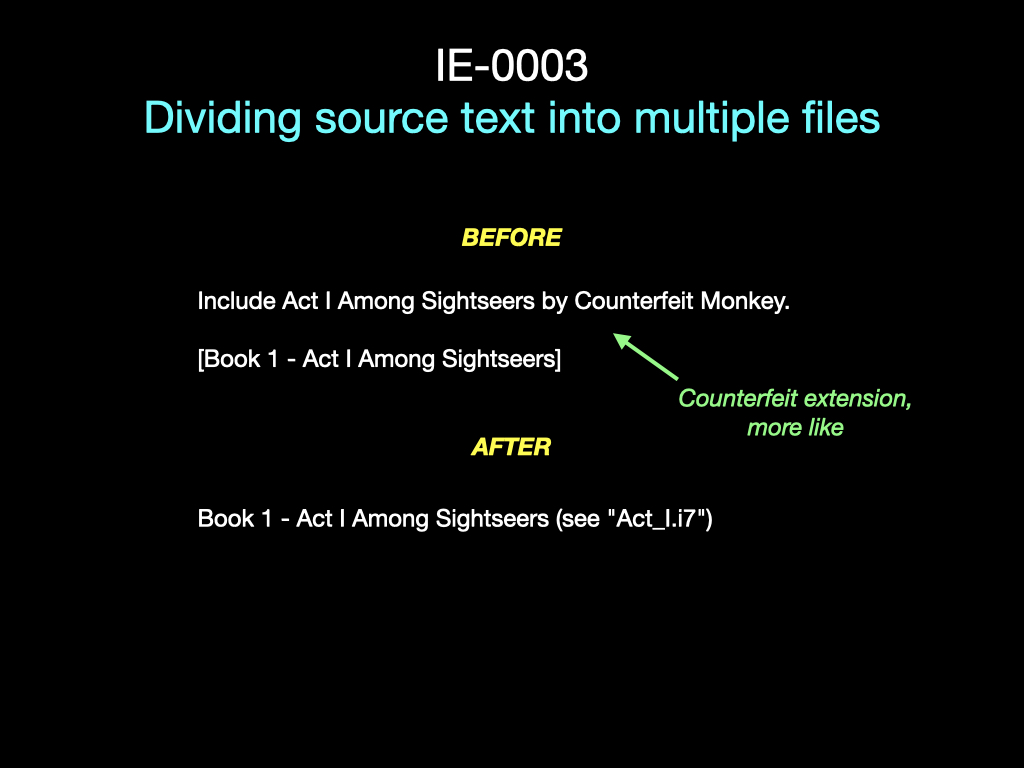 IE-0003
Dividing source text into multiple files
BEFORE
Include Act I Among Sightseers by Counterfeit Monkey.
[Book 1 - Act I Among Sightseers]
Counterfeit extension,
more like
AFTER
Book 1 - Act I Among Sightseers (see "Act_I.i7")